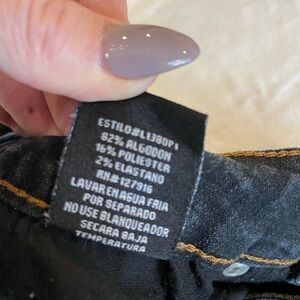 ESTILO#L1380P1
82% ALGODON
16% POLIESTER
2% ELASTANO
RN#127916
LAVAR EN AGUA FRIA
POR SEPARADO
NO USE BLANQUEADOR
SECARA BAJA
TEMPERATURA